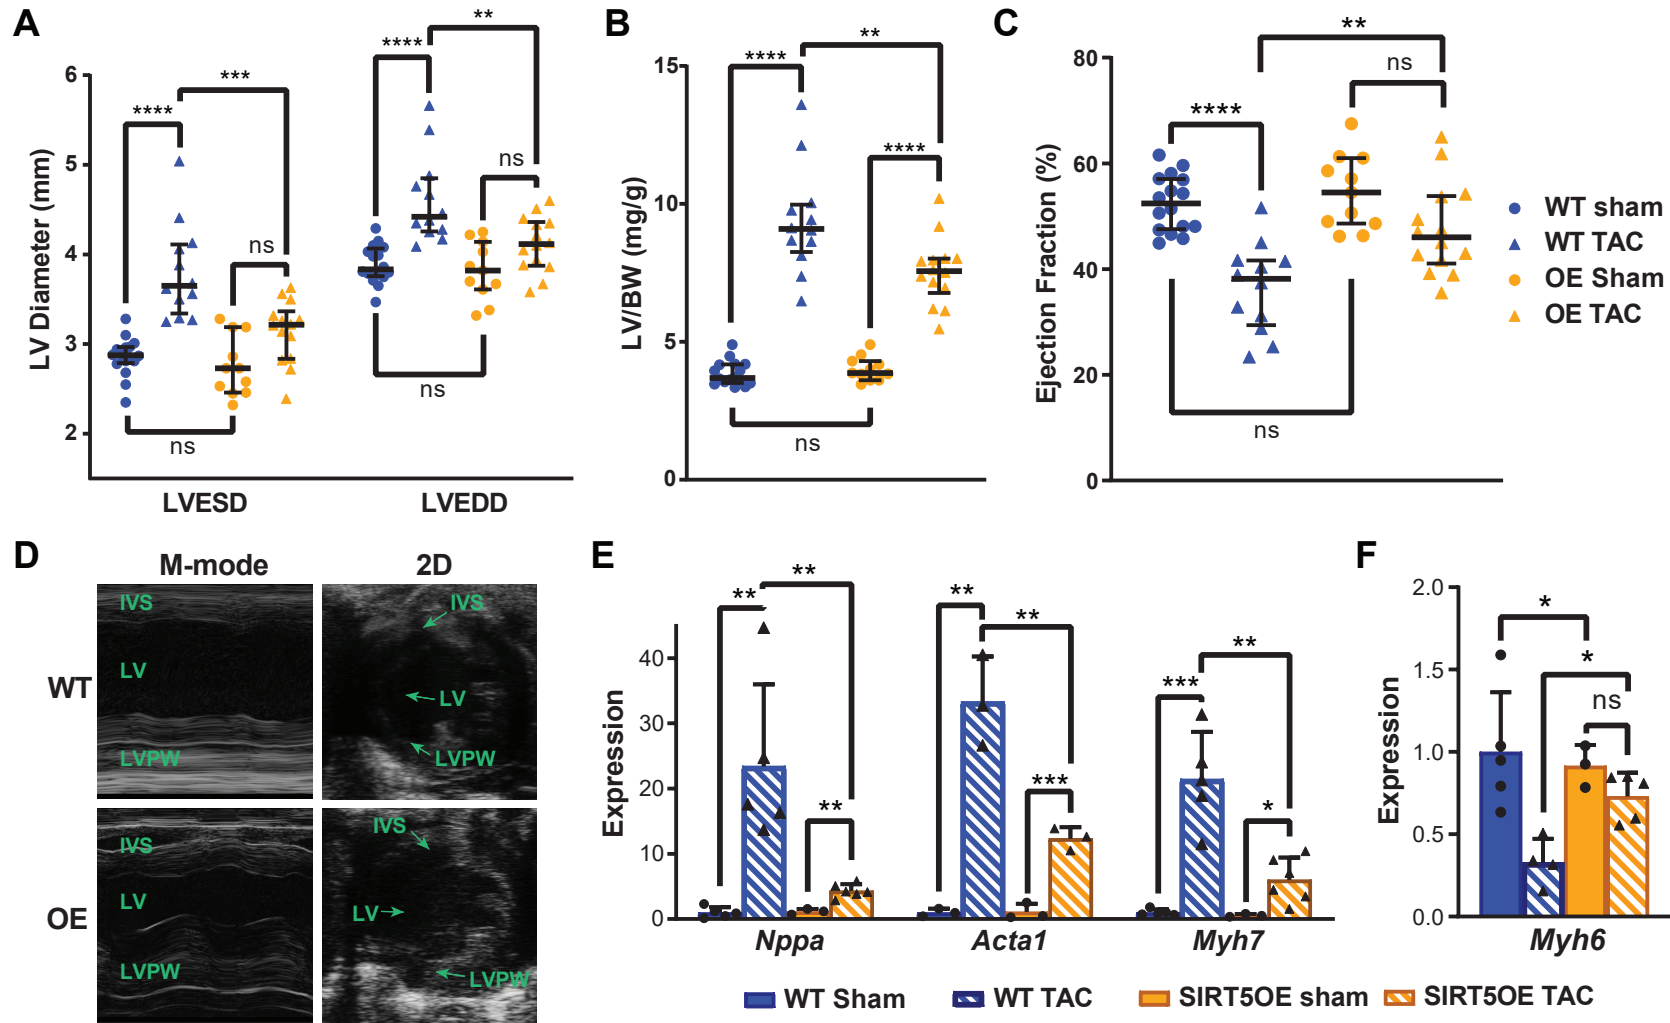 A
B
C
**
****
***
****
ns
ns
ns
6
5
4
3
2
LV Diameter (mm)
LVESD
LVEDD
**
****
****
ns
15
10
5
0
LV/BW (mg/g)
**
ns
****
ns
80
60
40
20
0
Ejection Fraction (%)
WT sham
WT TAC
OE Sham
OE TAC
D
M-mode
2D
WT
IVS
LV
LVPW
IVS
LV
LVPW
OE
IVS
LV
LVPW
IVS
LV
LVPW
E
**
**
**
**
**
***
**
***
*
40
30
20
10
0
Expression
Nppa
Acta1
Myh7
F
*
*
ns
2.0
1.5
1.0
0.5
0.0
Expression
Myh6
WT Sham
WT TAC
SIRT5OE sham
SIRT5OE TAC